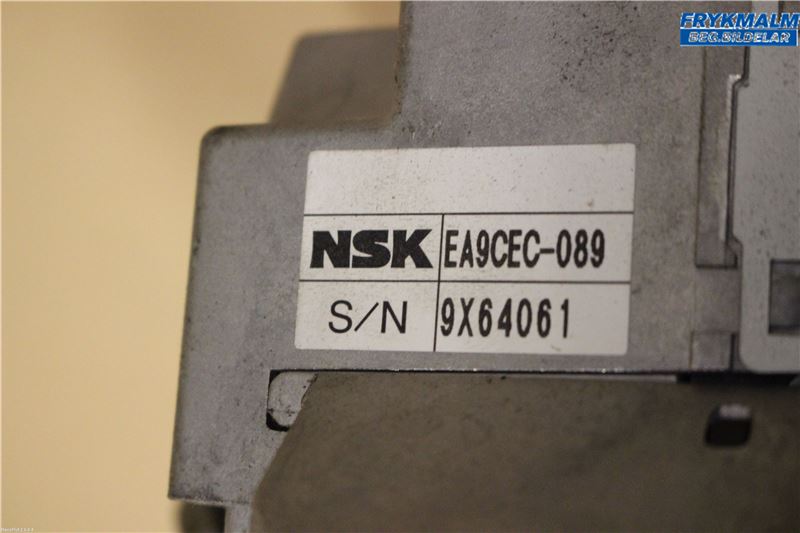 FRYKMALM
BEG.BILDELAR
NSK EA9CEC-089
S/N 9X64061